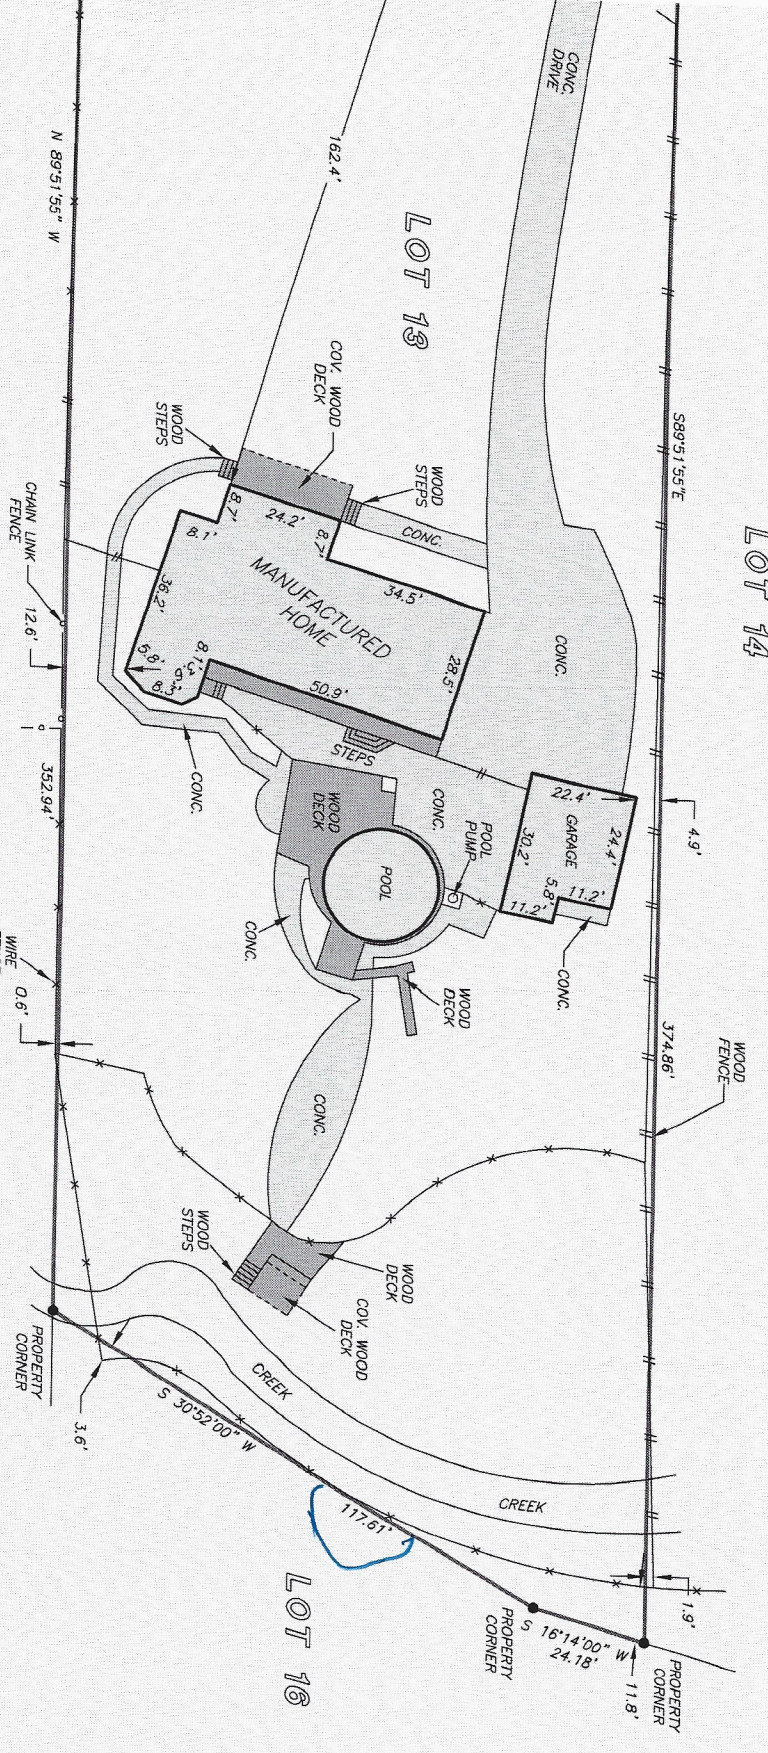 CONC.
DRIVE
N 89°51'55" W
162.4'
LOT 13
S89°51'55"E
LOT 14
COV. WOOD
DECK
WOOD
STEPS
WOOD
STEPS
CONC.
8.7'
24.2'
8.7'
8.1'
34.5'
MANUFACTURED
HOME
36.2'
28.5'
CONC.
CHAIN LINK
FENCE
12.6'
5.8'
8.1'
8.3'
50.9'
STEPS
CONC.
352.94'
22.4'
GARAGE
24.4'
30.2'
5.8'
11.2'
11.2'
4.9'
WOOD
DECK
CONC.
POOL
PUMP
POOL
CONC.
CONC.
WIRE
0.6'
WOOD
DECK
374.86'
WOOD
FENCE
CONC.
WOOD
STEPS
WOOD
DECK
COV. WOOD
DECK
PROPERTY
CORNER
3.6'
CREEK
S 30°52'00" W
117.61'
CREEK
LOT 16
PROPERTY
CORNER
S 16°14'00" W
24.18'
1.9'
11.8'
PROPERTY
CORNER